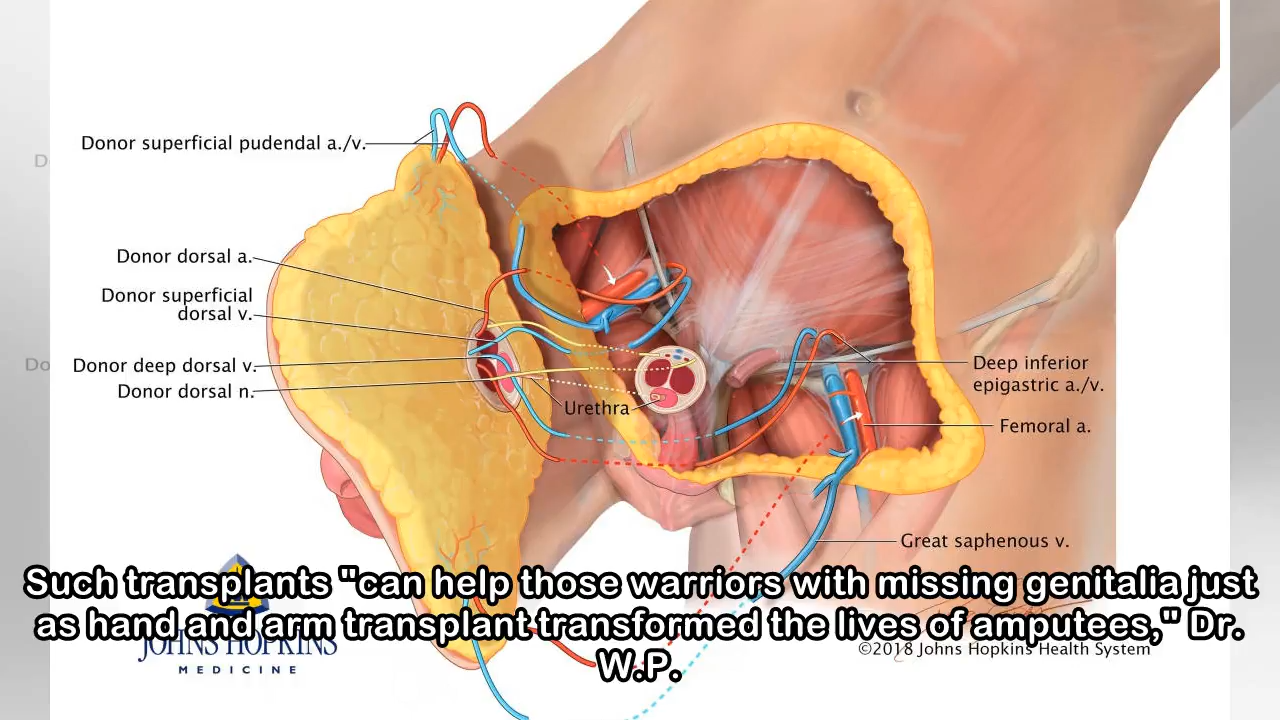 Donor superficial pudendal a./v.
Do
Donor dorsal a.
Donor superficial
dorsal v.
Do
Donor deep dorsal v.
Donor dorsal n.
Urethra
Deep inferior
epigastric a./v.
Femoral a.
Great saphenous v.
Such transplants "can help those warriors with missing genitalia just
as hand and arm transplant transformed the lives of amputees," Dr.
W.P.
JOHNS HOPKINS
MEDICINE
©2018 Johns Hopkins Health System